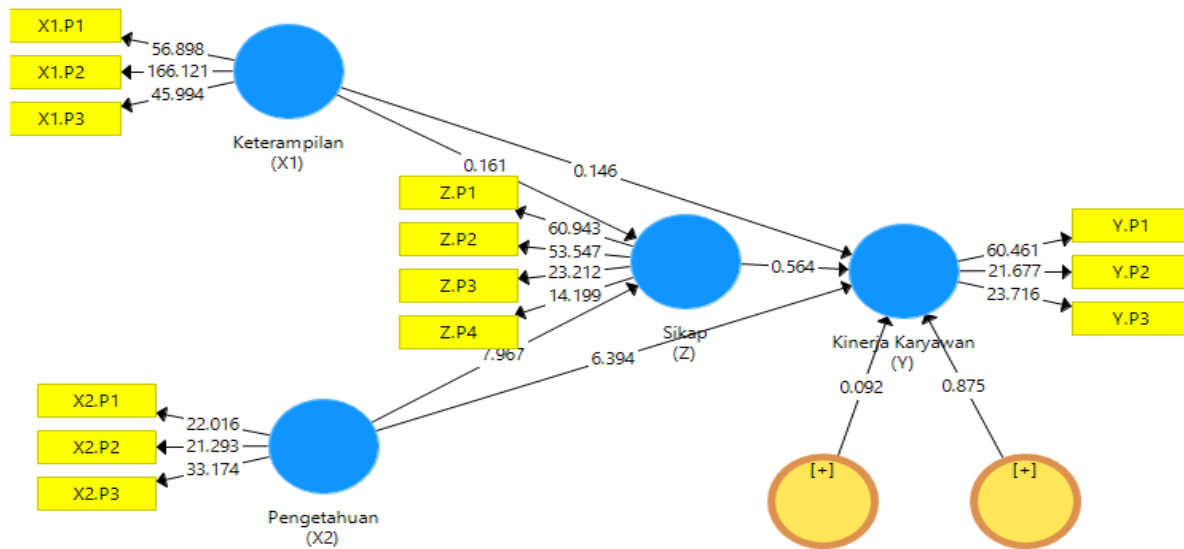 X1.P1
X1.P2
X1.P3
56.898
166.121
45.994
Keterampilan
(X1)
0.161
0.146
Z.P1
Z.P2
Z.P3
Z.P4
60.943
53.547
23.212
14.199
Sikap
(Z)
0.564
7.967
6.394
Kinerja Karyawan
(Y)
60.461
21.677
23.716
Y.P1
Y.P2
Y.P3
0.092
0.875
[+]
[+]
X2.P1
X2.P2
X2.P3
22.016
21.293
33.174
Pengetahuan
(X2)